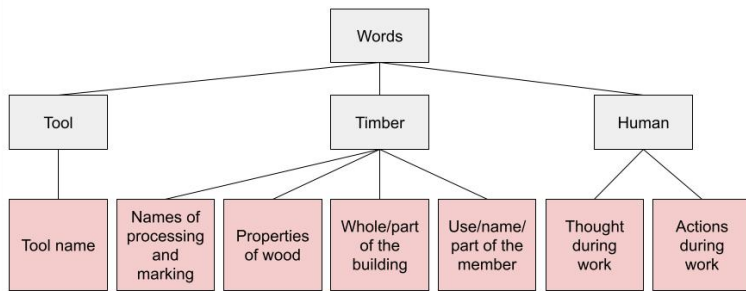 Words
Tool
Timber
Human
Tool name
Names of
processing
and
marking
Properties
of wood
Whole/part
of the
building
Use/name/
part of the
member
Thought
during
work
Actions
during
work